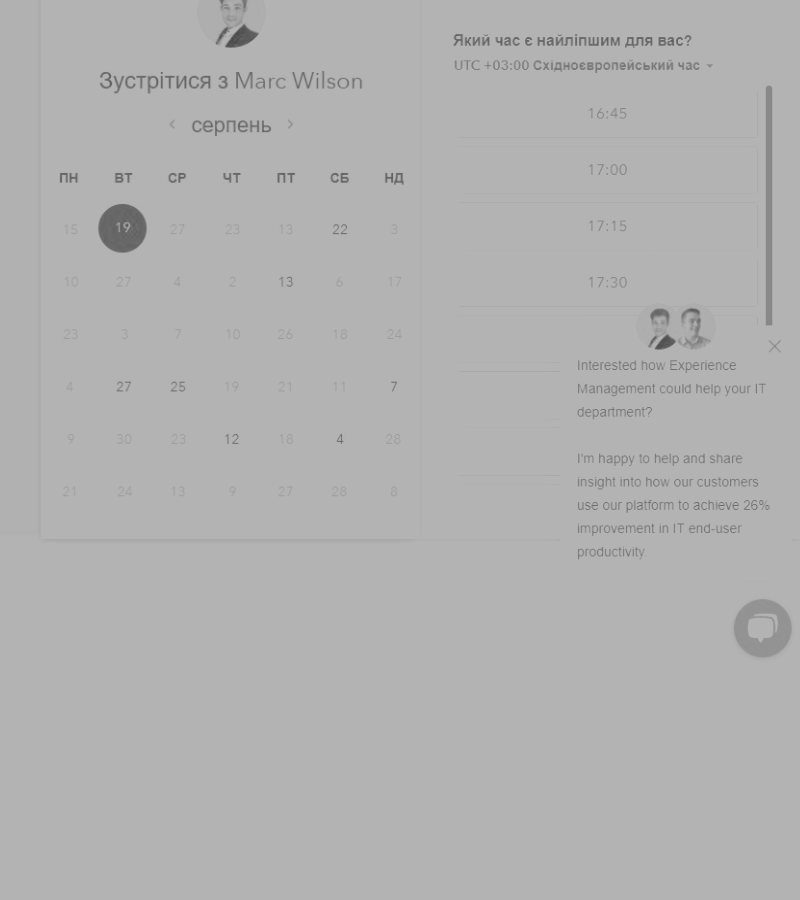 Зустрітися з Marc Wilson
серпень
ПН ВТ СР ЧТ ПТ СБ НД
15 19 27 23 13 22 3
10 27 4 2 13 6 17
23 3 7 10 26 18 24
4 27 25 19 21 11 7
9 30 23 12 18 4 28
21 24 13 9 27 28 8
Який час є найліпшим для вас?
UTC +03:00 Східноєвропейський час
16:45
17:00
17:15
17:30
Interested how Experience
Management could help your IT
department?
I'm happy to help and share
insight into how our customers
use our platform to achieve 26%
improvement in IT end-user
productivity.